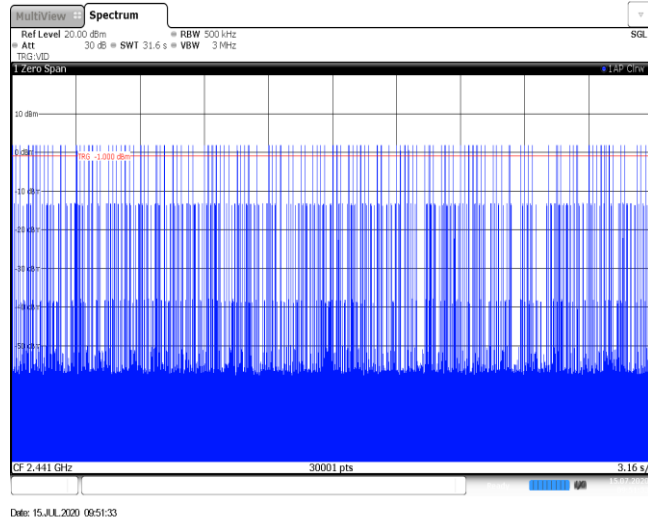 MultiView Spectrum
Ref Level 20.00 dBm RBW 500 kHz SGL
Att 30 dB SWT 31.6 s VBW 3 MHz
TRG:VID
1 Zero Span 1AP Clrw
10 dBm
0 dBm
TRG -1.000 dBm
-10 dBm
-20 dBm
-30 dBm
-40 dBm
-50 dBm
CF 2.441 GHz 30001 pts 3.16 s/
Date: 15.JUL.2020 09:51:33